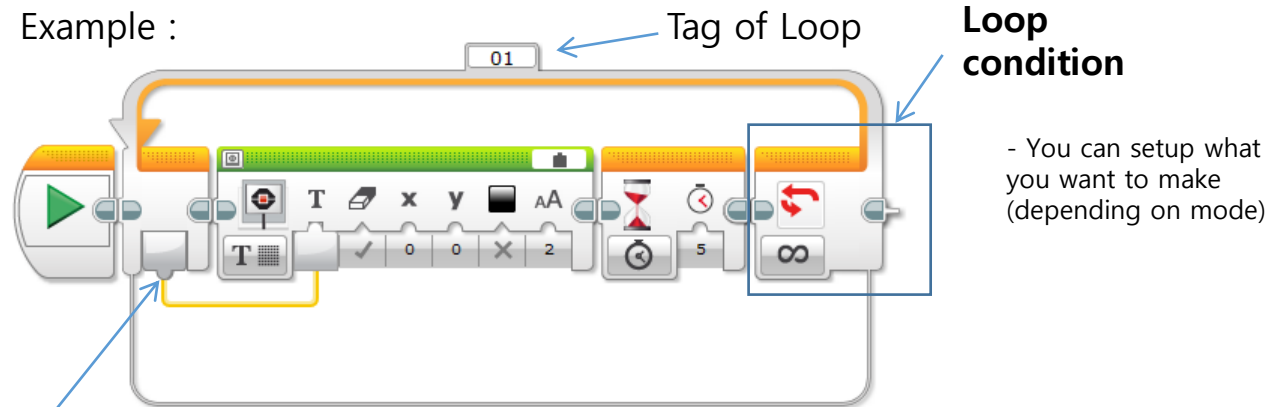 Example :
Tag of Loop
Loop
condition
01
- You can setup what
you want to make
(depending on mode)
T x y AA
T 0 0 2 5
∞